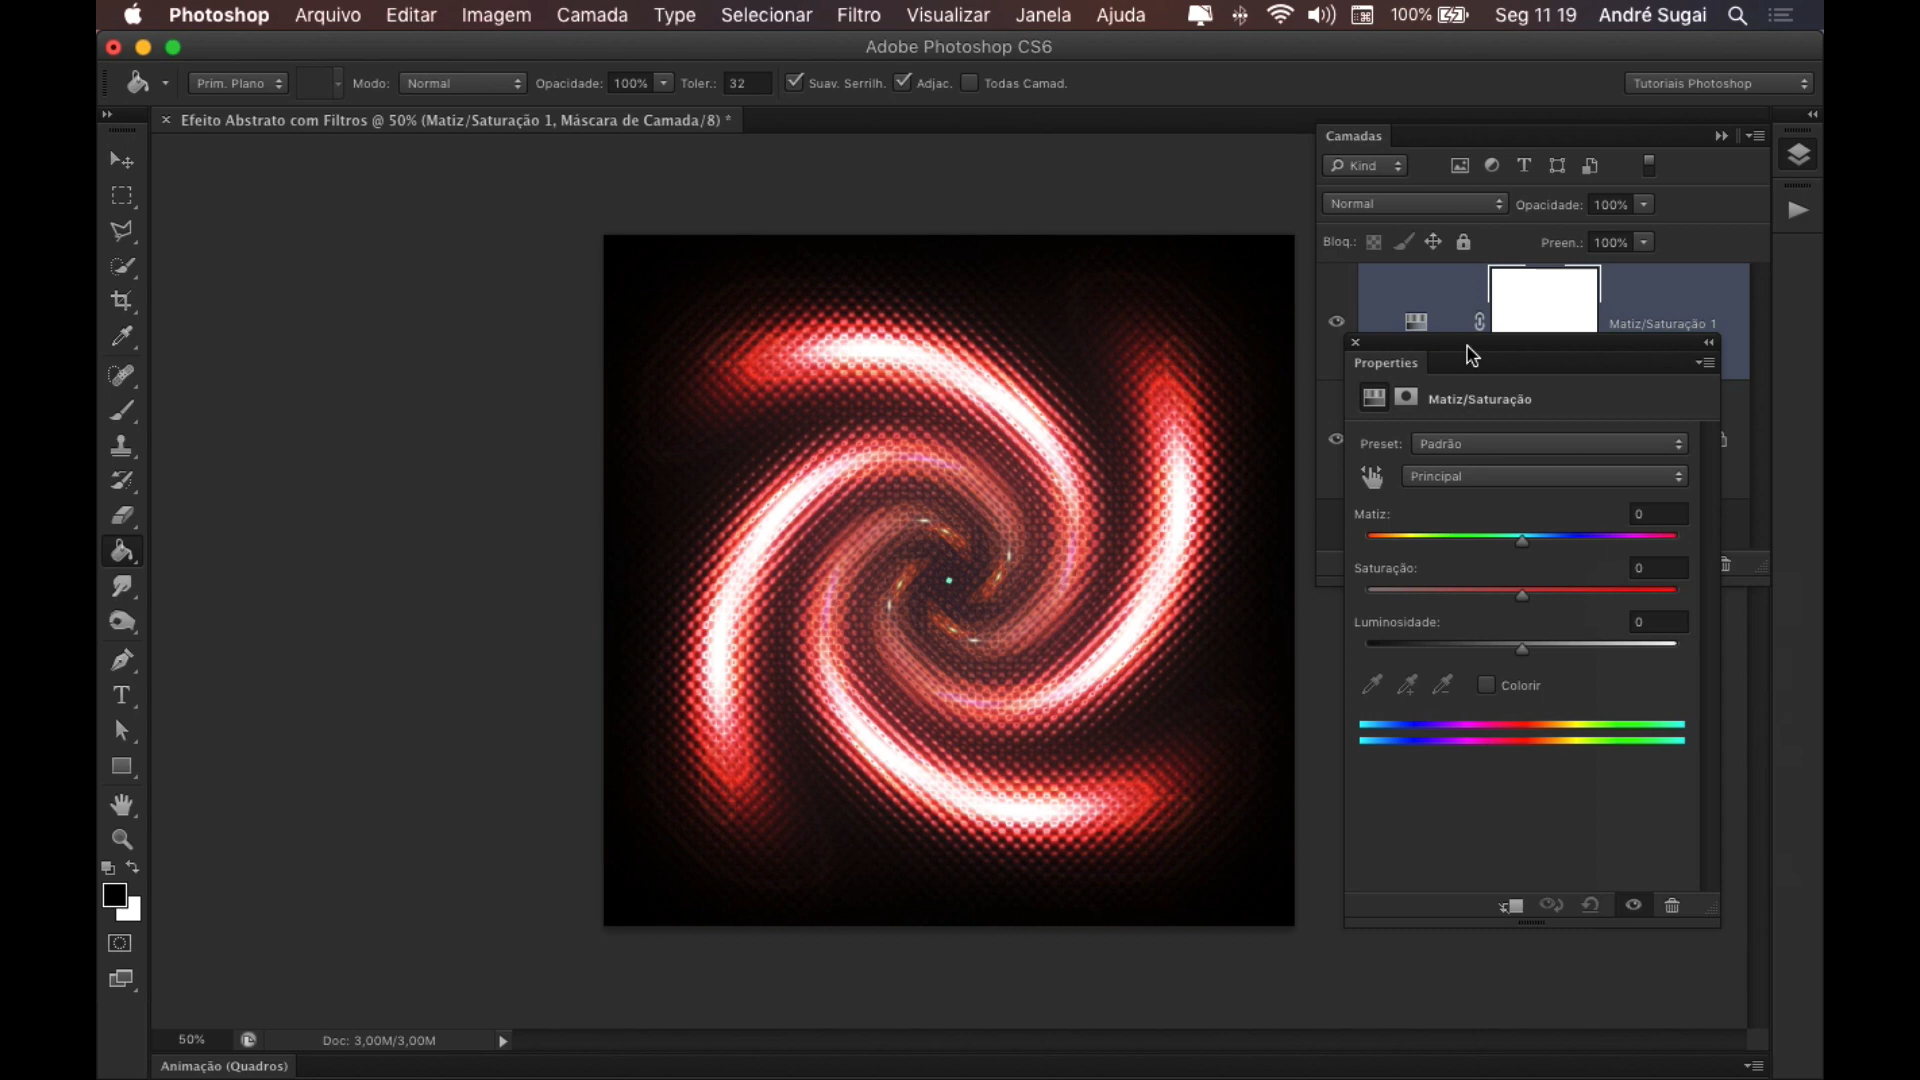 Photoshop Arquivo Editar Imagem Camada Type Selecionar Filtro Visualizar Janela Ajuda 100% Seg 11 19 André Sugai
Adobe Photoshop CS6
Prim. Plano Modo: Normal Opacidade: 100% Toler.: 32 Suav. Serrilh. Adjac. Todas Camad. Tutoriais Photoshop
Efeito Abstrato com Filtros @ 50% (Matiz/Saturação 1, Máscara de Camada/8) *
Camadas
Kind
Normal Opacidade: 100%
Bloq.: Preen.: 100%
Matiz/Saturação 1
Properties
Matiz/Saturação
Preset: Padrão
Principal
Matiz: 0
Saturação: 0
Luminosidade: 0
Colorir
50% Doc: 3,00M/3,00M
Animação (Quadros)